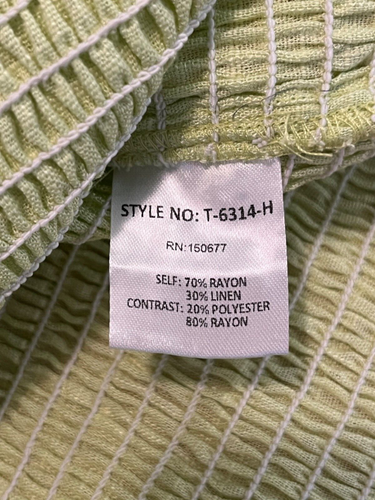 STYLE NO: T-6314-H
RN:150677
SELF: 70% RAYON
30% LINEN
CONTRAST: 20% POLYESTER
80% RAYON